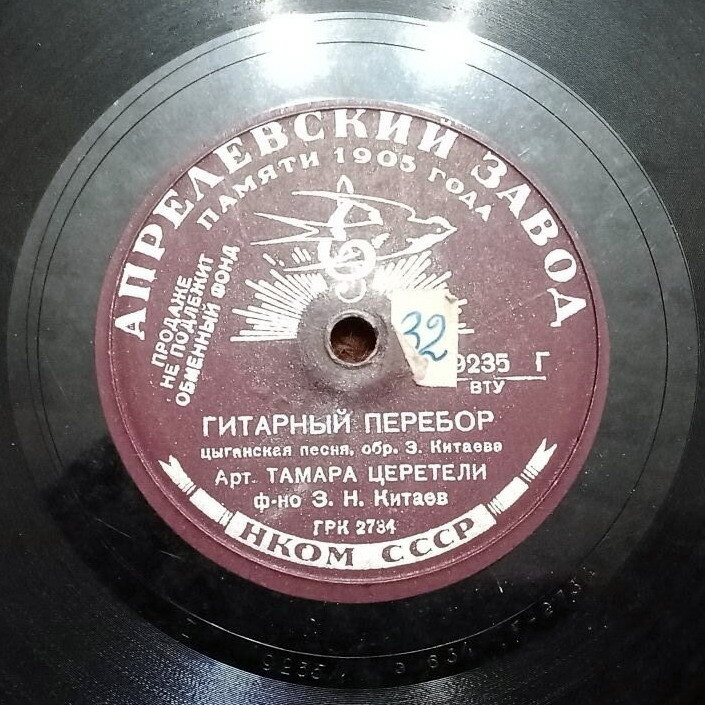 АПРЕЛЕВСКИЙ ЗАВОД
ПАМЯТИ 1905 ГОДА
ПРОДАЖЕ
НЕ ПОДЛЕЖИТ
ОБМЕННЫЙ ФОНД
32
9235 Г
ВТУ
ГИТАРНЫЙ ПЕРЕБОР
цыганская песня, обр. З. Китаева
Арт. ТАМАРА ЦЕРЕТЕЛИ
ф-но З. Н. Китаев
ГРК 2784
НКОМ СССР